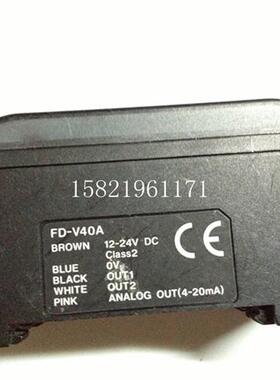 15821961171
FD-V40A
BROWN 12-24V DC
Class2
BLUE 0V
BLACK OUT1
WHITE OUT2
PINK ANALOG OUT(4-20mA)
CE